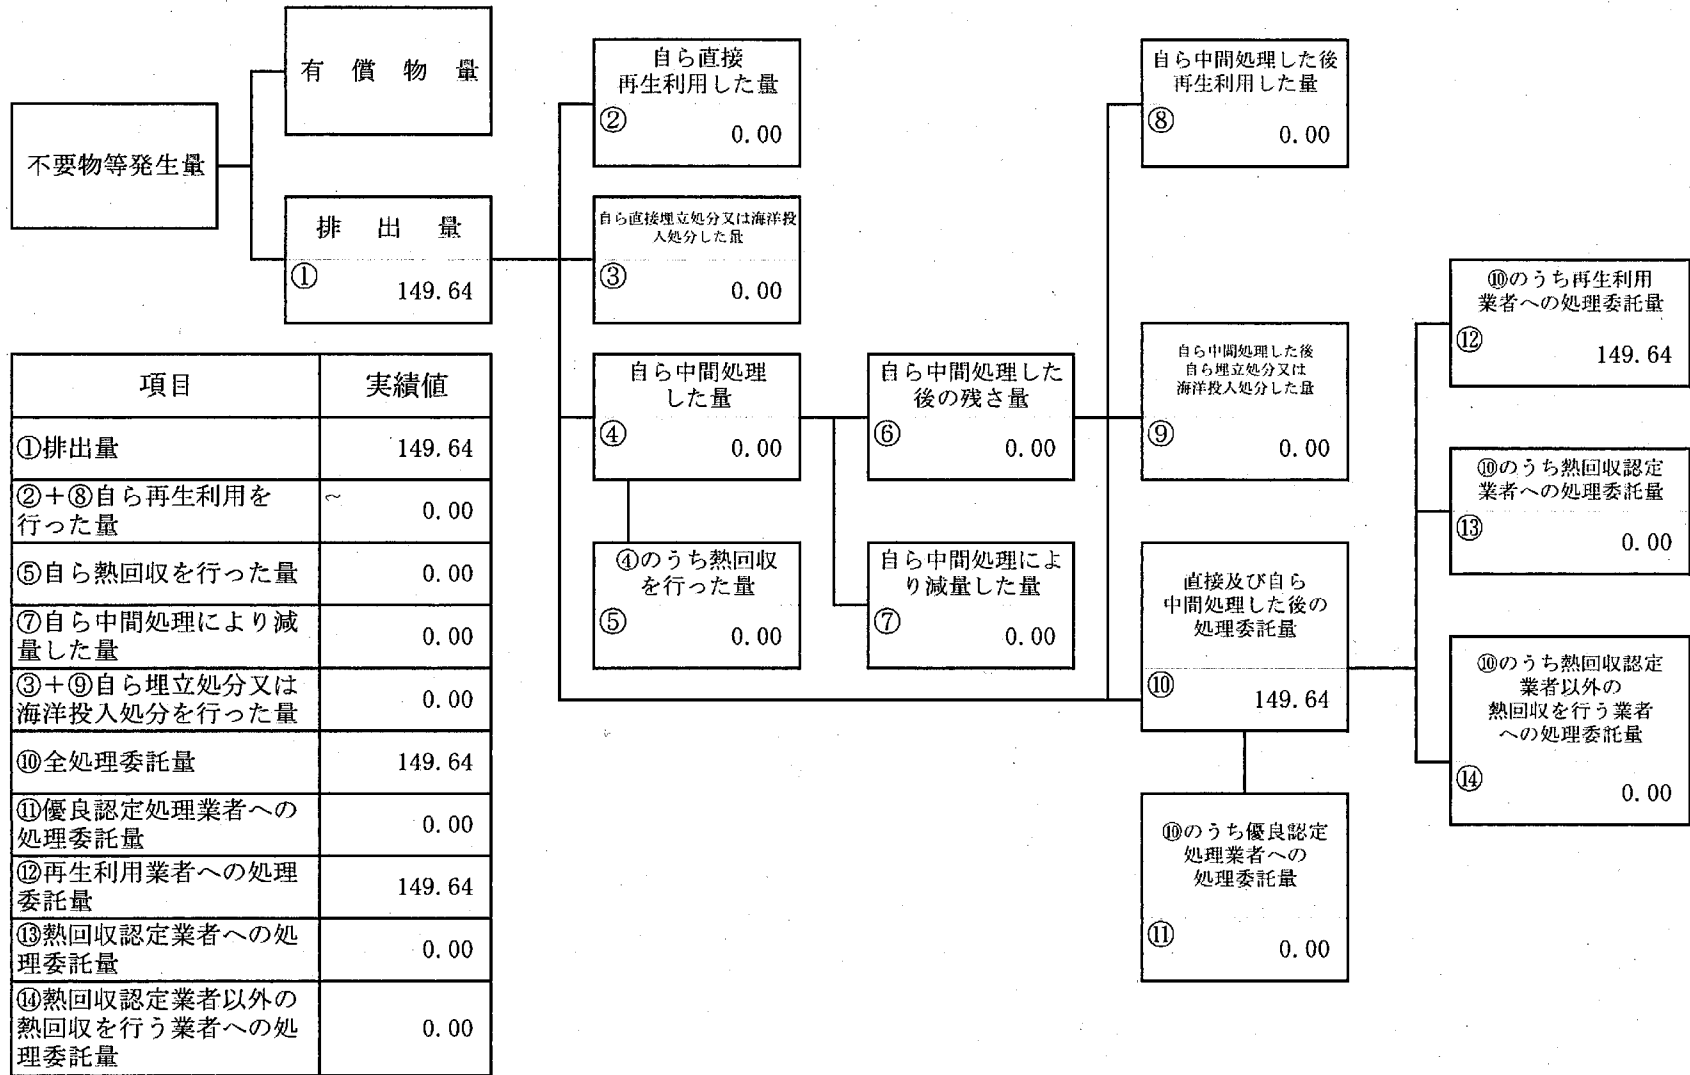 不要物等発生量
有償物量
排出量
①
149.64
自ら直接
再生利用した量
②
0.00
自ら直接埋立処分又は海洋投
入処分した量
③
0.00
自ら中間処理
した量
④
0.00
④のうち熱回収
を行った量
⑤
0.00
自ら中間処理した
後の残さ量
⑥
0.00
自ら中間処理によ
り減量した量
⑦
0.00
自ら中間処理した後
再生利用した量
⑧
0.00
自ら中間処理した後
自ら埋立処分又は
海洋投入処分した量
⑨
0.00
直接及び自ら
中間処理した後の
処理委託量
⑩
149.64
⑩のうち優良認定
処理業者への
処理委託量
⑪
0.00
⑩のうち再生利用
業者への処理委託量
⑫
149.64
⑩のうち熱回収認定
業者への処理委託量
⑬
0.00
⑩のうち熱回収認定
業者以外の
熱回収を行う業者
への処理委託量
⑭
0.00
項目 実績値
①排出量 149.64
②+⑧自ら再生利用を
行った量 0.00
⑤自ら熱回収を行った量 0.00
⑦自ら中間処理により減
量した量 0.00
③+⑨自ら埋立処分又は
海洋投入処分を行った量 0.00
⑩全処理委託量 149.64
⑪優良認定処理業者への
処理委託量 0.00
⑫再生利用業者への処理
委託量 149.64
⑬熱回収認定業者への処
理委託量 0.00
⑭熱回収認定業者以外の
熱回収を行う業者への処
理委託量 0.00